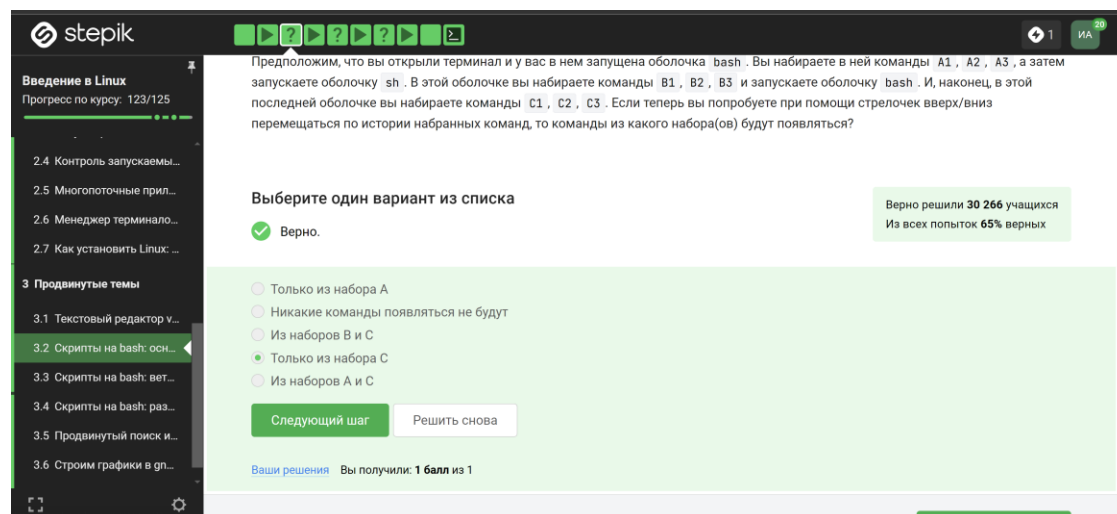 stepik
1
ИА
20
Введение в Linux
Прогресс по курсу: 123/125
2.4 Контроль запускаемы...
2.5 Многопоточные прил...
2.6 Менеджер терминало...
2.7 Как установить Linux: ...
3 Продвинутые темы
3.1 Текстовый редактор v...
3.2 Скрипты на bash: осн...
3.3 Скрипты на bash: вет...
3.4 Скрипты на bash: раз...
3.5 Продвинутый поиск и...
3.6 Строим графики в gn...
Предположим, что вы открыли терминал и у вас в нем запущена оболочка bash. Вы набираете в ней команды A1, A2, A3, а затем
запускаете оболочку sh. В этой оболочке вы набираете команды B1, B2, B3 и запускаете оболочку bash. И, наконец, в этой
последней оболочке вы набираете команды C1, C2, C3. Если теперь вы попробуете при помощи стрелочек вверх/вниз
перемещаться по истории набранных команд, то команды из какого набора(ов) будут появляться?
Выберите один вариант из списка
Верно.
Верно решили 30 266 учащихся
Из всех попыток 65% верных
Только из набора A
Никакие команды появляться не будут
Из наборов B и C
Только из набора C
Из наборов A и C
Следующий шаг
Решить снова
Ваши решения Вы получили: 1 балл из 1